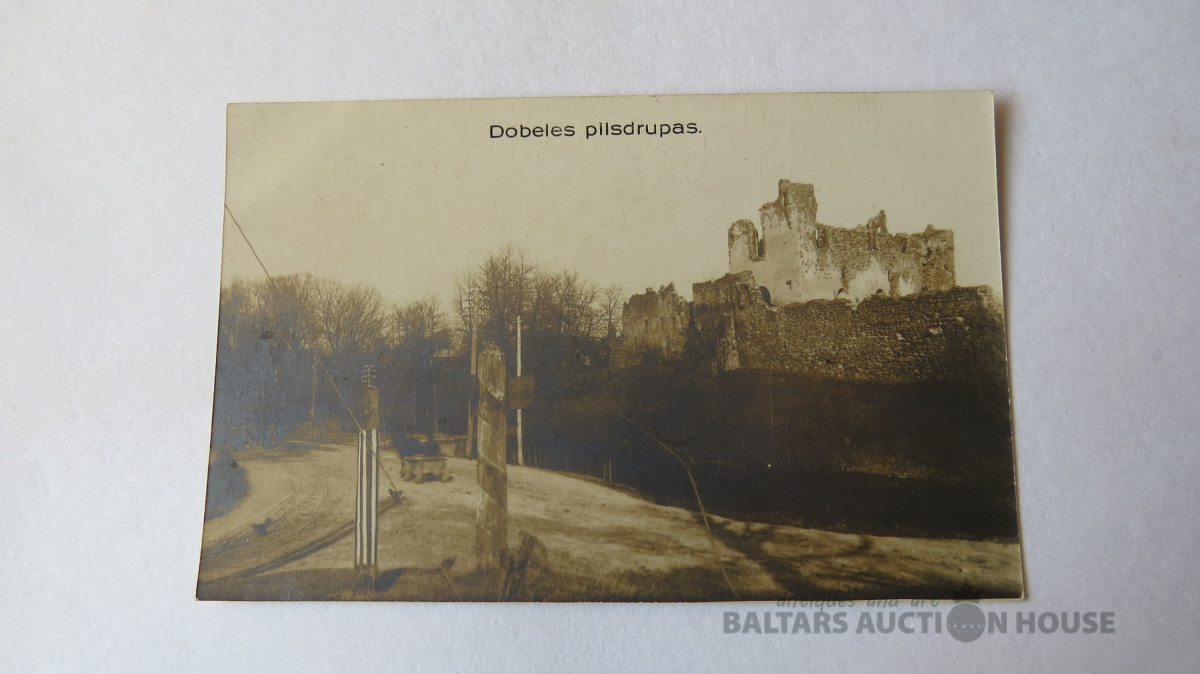 Dobeles pilsdrupas.
antiques and art
BALTARS AUCTION HOUSE